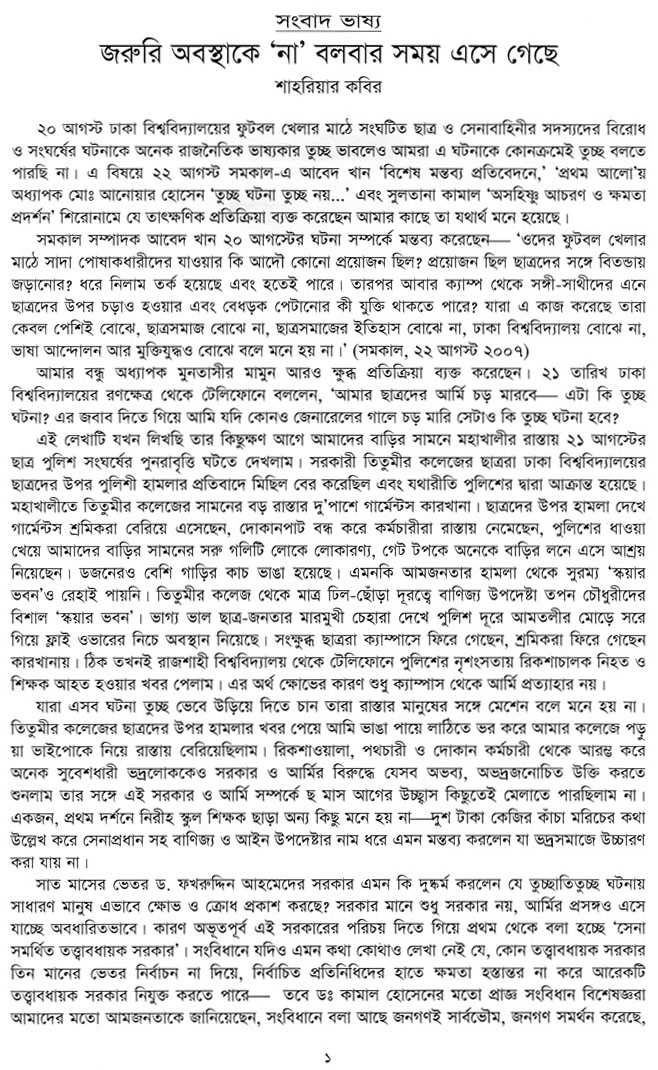 সংবাদ ভাষ্য
জরুরি অবস্থাকে ‘না’ বলবার সময় এসে গেছে
শাহরিয়ার কবির
২০ আগস্ট ঢাকা বিশ্ববিদ্যালয়ের ফুটবল খেলার মাঠে সংঘটিত ছাত্র ও সেনাবাহিনীর সদস্যদের বিরোধ
ও সংঘর্ষের ঘটনাকে অনেক রাজনৈতিক ভাষ্যকার তুচ্ছ ভাবলেও আমরা এ ঘটনাকে কোনক্রমেই তুচ্ছ বলতে
পারছি না। এ বিষয়ে ২২ আগস্ট সমকাল-এ আবেদ খান ‘বিশেষ মন্তব্য প্রতিবেদনে,’ ‘প্রথম আলো’য়
অধ্যাপক মোঃ আনোয়ার হোসেন ‘তুচ্ছ ঘটনা তুচ্ছ নয়...’ এবং সুলতানা কামাল ‘অসহিষ্ণু আচরণ ও ক্ষমতা
প্রদর্শন’ শিরোনামে যে তাৎক্ষণিক প্রতিক্রিয়া ব্যক্ত করেছেন আমার কাছে তা যথার্থ মনে হয়েছে।
সমকাল সম্পাদক আবেদ খান ২০ আগস্টের ঘটনা সম্পর্কে মন্তব্য করেছেন— ‘ওদের ফুটবল খেলার
মাঠে সাদা পোষাকধারীদের যাওয়ার কি আদৌ কোনো প্রয়োজন ছিল? প্রয়োজন ছিল ছাত্রদের সঙ্গে বিতন্ডায়
জড়ানোর? ধরে নিলাম তর্ক হয়েছে এবং হতেই পারে। তারপর আবার ক্যাম্প থেকে সঙ্গী-সাথীদের এনে
ছাত্রদের উপর চড়াও হওয়ার এবং বেধড়ক পেটানোর কী যুক্তি থাকতে পারে? যারা এ কাজ করেছে তারা
কেবল পেশিই বোঝে, ছাত্রসমাজ বোঝে না, ছাত্রসমাজের ইতিহাস বোঝে না, ঢাকা বিশ্ববিদ্যালয় বোঝে না,
ভাষা আন্দোলন আর মুক্তিযুদ্ধও বোঝে বলে মনে হয় না।’ (সমকাল, ২২ আগস্ট ২০০৭)
আমার বন্ধু অধ্যাপক মুনতাসীর মামুন আরও ক্ষুব্ধ প্রতিক্রিয়া ব্যক্ত করেছেন। ২১ তারিখ ঢাকা
বিশ্ববিদ্যালয়ের রণক্ষেত্র থেকে টেলিফোনে বললেন, ‘আমার ছাত্রদের আর্মি চড় মারবে— এটা কি তুচ্ছ
ঘটনা? এর জবাব দিতে গিয়ে আমি যদি কোনও জেনারেলের গালে চড় মারি সেটাও কি তুচ্ছ ঘটনা হবে?
এই লেখাটি যখন লিখছি তার কিছুক্ষণ আগে আমাদের বাড়ির সামনে মহাখালীর রাস্তায় ২১ আগস্টের
ছাত্র পুলিশ সংঘর্ষের পুনরাবৃত্তি ঘটতে দেখলাম। সরকারী তিতুমীর কলেজের ছাত্ররা ঢাকা বিশ্ববিদ্যালয়ের
ছাত্রদের উপর পুলিশী হামলার প্রতিবাদে মিছিল বের করেছিল এবং যথারীতি পুলিশের দ্বারা আক্রান্ত হয়েছে।
মহাখালীতে তিতুমীর কলেজের সামনের বড় রাস্তার দু’পাশে গার্মেন্টস কারখানা। ছাত্রদের উপর হামলা দেখে
গার্মেন্টস শ্রমিকরা বেরিয়ে এসেছেন, দোকানপাট বন্ধ করে কর্মচারীরা রাস্তায় নেমেছেন, পুলিশের ধাওয়া
খেয়ে আমাদের বাড়ির সামনের সরু গলিটি লোকে লোকারণ্য, গেট টপকে অনেকে বাড়ির লনে এসে আশ্রয়
নিয়েছেন। ডজনেরও বেশি গাড়ির কাচ ভাঙা হয়েছে। এমনকি আমজনতার হামলা থেকে সুরম্য ‘স্কয়ার
ভবন’ও রেহাই পায়নি। তিতুমীর কলেজ থেকে মাত্র ঢিল-ছোঁড়া দূরত্বে বাণিজ্য উপদেষ্টা তপন চৌধুরীদের
বিশাল ‘স্কয়ার ভবন’। ভাগ্য ভাল ছাত্র-জনতার মারমুখী চেহারা দেখে পুলিশ দূরে আমতলীর মোড়ে সরে
গিয়ে ফ্লাই ওভারের নিচে অবস্থান নিয়েছে। সংক্ষুব্ধ ছাত্ররা ক্যাম্পাসে ফিরে গেছেন, শ্রমিকরা ফিরে গেছেন
কারখানায়। ঠিক তখনই রাজশাহী বিশ্ববিদ্যালয় থেকে টেলিফোনে পুলিশের নৃশংসতায় রিকশাচালক নিহত ও
শিক্ষক আহত হওয়ার খবর পেলাম। এর অর্থ ক্ষোভের কারণ শুধু ক্যাম্পাস থেকে আর্মি প্রত্যাহার নয়।
যারা এসব ঘটনা তুচ্ছ ভেবে উড়িয়ে দিতে চান তারা রাস্তার মানুষের সঙ্গে মেশেন বলে মনে হয় না।
তিতুমীর কলেজের ছাত্রদের উপর হামলার খবর পেয়ে আমি ভাঙা পায়ে লাঠিতে ভর করে আমার কলেজ পড়ু
য়া ভাইপোকে নিয়ে রাস্তায় বেরিয়েছিলাম। রিকশাওয়ালা, পথচারী ও দোকান কর্মচারী থেকে আরম্ভ করে
অনেক সুবেশধারী ভদ্রলোককেও সরকার ও আর্মির বিরুদ্ধে যেসব অভব্য, অভদ্রজনোচিত উক্তি করতে
শুনলাম তার সঙ্গে এই সরকার ও আর্মি সম্পর্কে ছ মাস আগের উচ্ছ্বাস কিছুতেই মেলাতে পারছিলাম না।
একজন, প্রথম দর্শনে নিরীহ স্কুল শিক্ষক ছাড়া অন্য কিছু মনে হয় না—দুশ টাকা কেজির কাঁচা মরিচের কথা
উল্লেখ করে সেনাপ্রধান সহ বাণিজ্য ও আইন উপদেষ্টার নাম ধরে এমন মন্তব্য করলেন যা ভদ্রসমাজে উচ্চারণ
করা যায় না।
সাত মাসের ভেতর ড. ফখরুদ্দিন আহমেদের সরকার এমন কি দুষ্কর্ম করলেন যে তুচ্ছাতিতুচ্ছ ঘটনায়
সাধারণ মানুষ এভাবে ক্ষোভ ও ক্রোধ প্রকাশ করছে? সরকার মানে শুধু সরকার নয়, আর্মির প্রসঙ্গও এসে
যাচ্ছে অবধারিতভাবে। কারণ অভূতপূর্ব এই সরকারের পরিচয় দিতে গিয়ে প্রথম থেকে বলা হচ্ছে ‘সেনা
সমর্থিত তত্ত্বাবধায়ক সরকার’। সংবিধানে যদিও এমন কথা কোথাও লেখা নেই যে, কোন তত্ত্বাবধায়ক সরকার
তিন মানের ভেতর নির্বাচন না দিয়ে, নির্বাচিত প্রতিনিধিদের হাতে ক্ষমতা হস্তান্তর না করে আরেকটি
তত্ত্বাবধায়ক সরকার নিযুক্ত করতে পারে— তবে ডঃ কামাল হোসেনের মতো প্রাজ্ঞ সংবিধান বিশেষজ্ঞরা
আমাদের মতো আমজনতাকে জানিয়েছেন, সংবিধানে বলা আছে জনগণই সার্বভৌম, জনগণ সমর্থন করেছে,
১